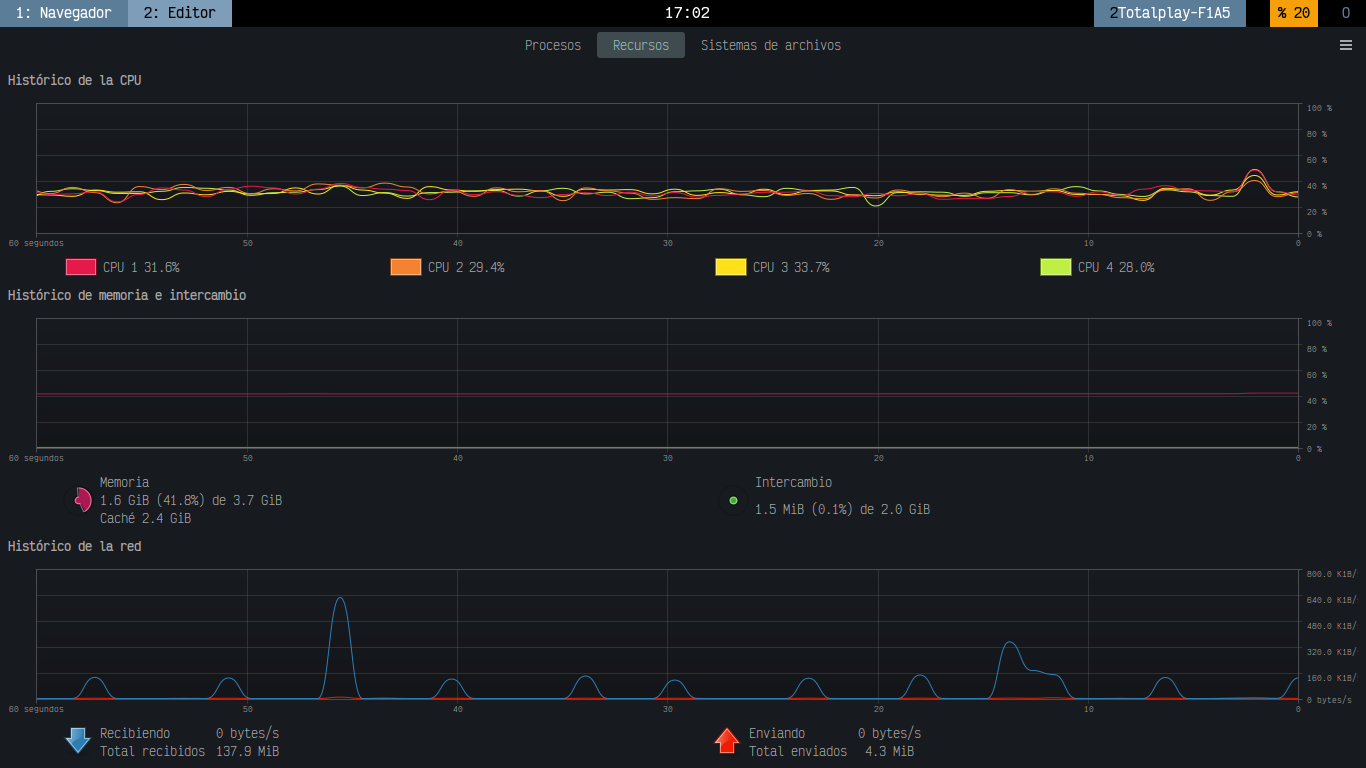 1: Navegador 2: Editor 17:02 2Totalplay-F1A5 % 20 O
Procesos Recursos Sistemas de archivos
Histórico de la CPU
100 %
80 %
60 %
40 %
20 %
0 %
60 segundos 50 40 30 20 10 0
CPU 1 31.6% CPU 2 29.4% CPU 3 33.7% CPU 4 28.0%
Histórico de memoria e intercambio
100 %
80 %
60 %
40 %
20 %
0 %
60 segundos 50 40 30 20 10 0
Memoria
1.6 GiB (41.8%) de 3.7 GiB
Caché 2.4 GiB
Intercambio
1.5 MiB (0.1%) de 2.0 GiB
Histórico de la red
800.0 KiB/
640.0 KiB/
480.0 KiB/
320.0 KiB/
160.0 KiB/
0 bytes/s
60 segundos 50 40 30 20 10 0
Recibiendo 0 bytes/s
Total recibidos 137.9 MiB
Enviando 0 bytes/s
Total enviados 4.3 MiB